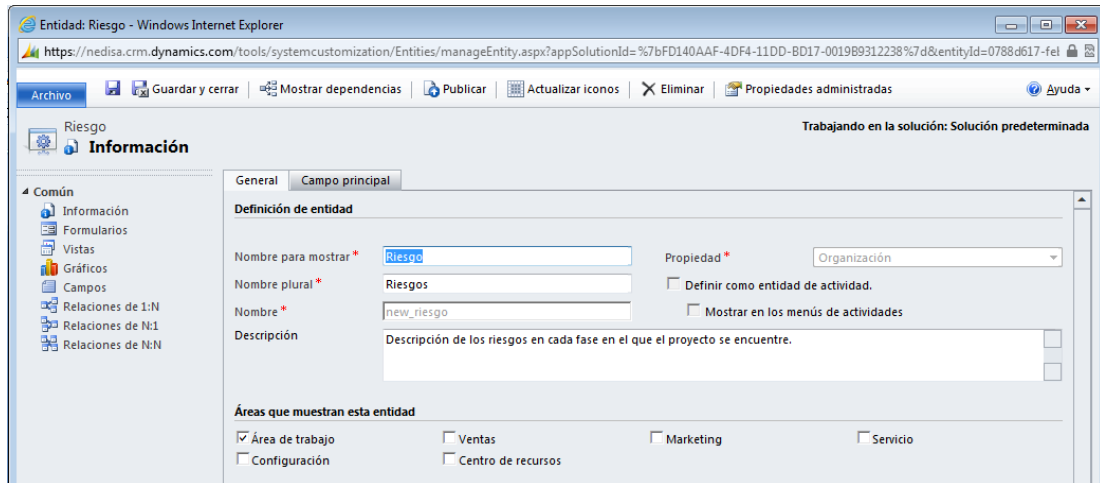 Entidad: Riesgo - Windows Internet Explorer
https://nedisa.crm.dynamics.com/tools/systemcustomization/Entities/manageEntity.aspx?appSolutionId=%7bFD140AAF-4DF4-11DD-BD17-0019B9312238%7d&entityId=0788d617-fel
Archivo Guardar y cerrar Mostrar dependencias Publicar Actualizar iconos Eliminar Propiedades administradas Ayuda
Riesgo
Información
Trabajando en la solución: Solución predeterminada
Común
Información
Formularios
Vistas
Gráficos
Campos
Relaciones de 1:N
Relaciones de N:1
Relaciones de N:N
General Campo principal
Definición de entidad
Nombre para mostrar * Riesgo Propiedad * Organización
Nombre plural * Riesgos Definir como entidad de actividad.
Nombre * new_riesgo Mostrar en los menús de actividades
Descripción Descripción de los riesgos en cada fase en el que el proyecto se encuentre.
Áreas que muestran esta entidad
Área de trabajo Ventas Marketing Servicio
Configuración Centro de recursos